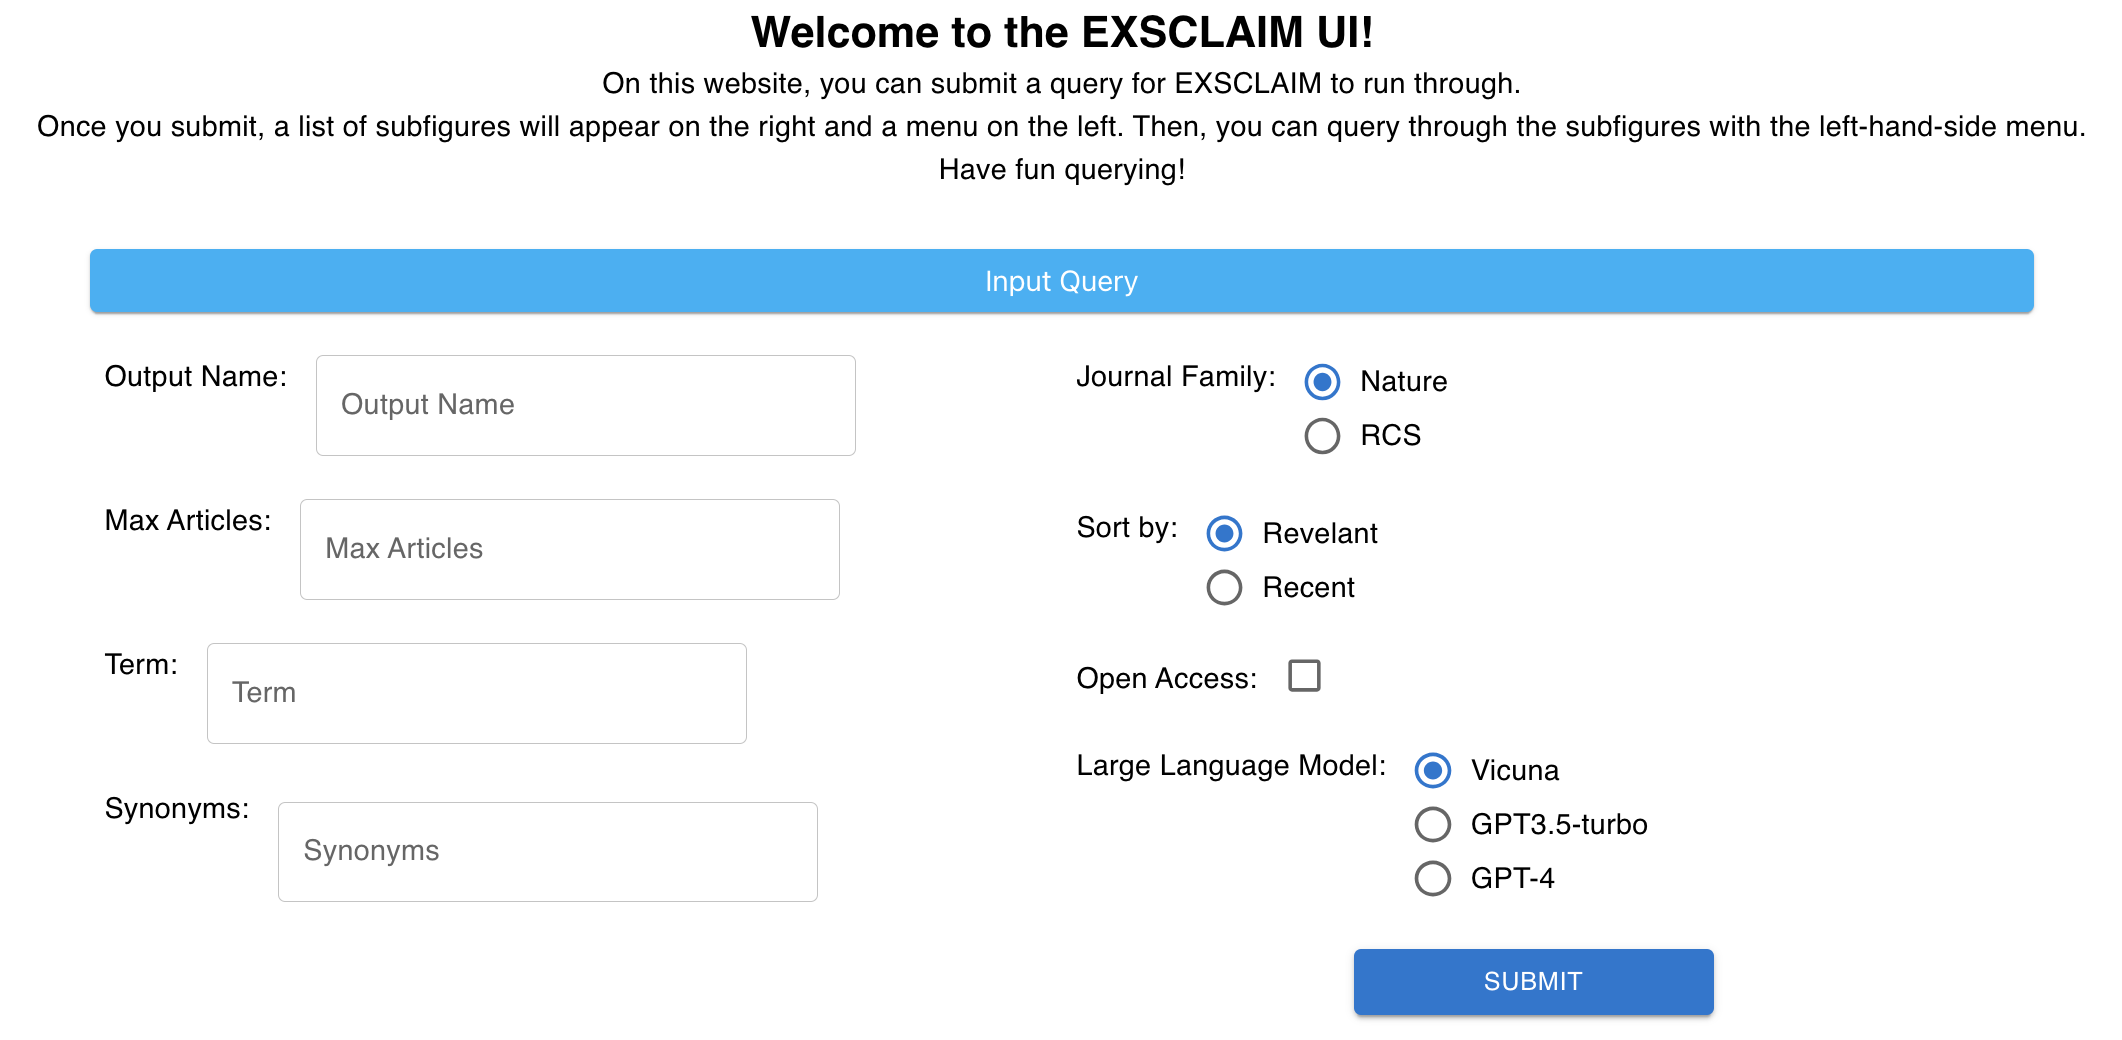 Welcome to the EXSCLAIM UI!
On this website, you can submit a query for EXSCLAIM to run through.
Once you submit, a list of subfigures will appear on the right and a menu on the left. Then, you can query through the subfigures with the left-hand-side menu.
Have fun querying!
Input Query
Output Name:
Output Name
Max Articles:
Max Articles
Term:
Term
Synonyms:
Synonyms
Journal Family:
Nature
RCS
Sort by:
Revelant
Recent
Open Access:
Large Language Model:
Vicuna
GPT3.5-turbo
GPT-4
SUBMIT